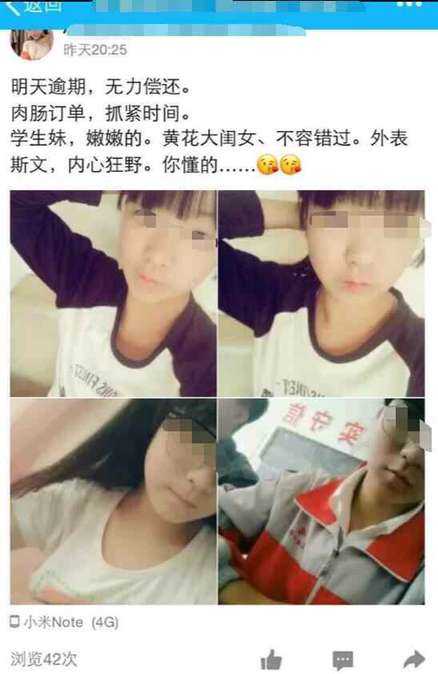 返回
昨天20:25
明天逾期，无力偿还。
肉肠订单，抓紧时间。
学生妹，嫩嫩的。黄花大闺女、不容错过。外表
斯文，内心狂野。你懂的……😘😘
小米Note (4G)
浏览42次